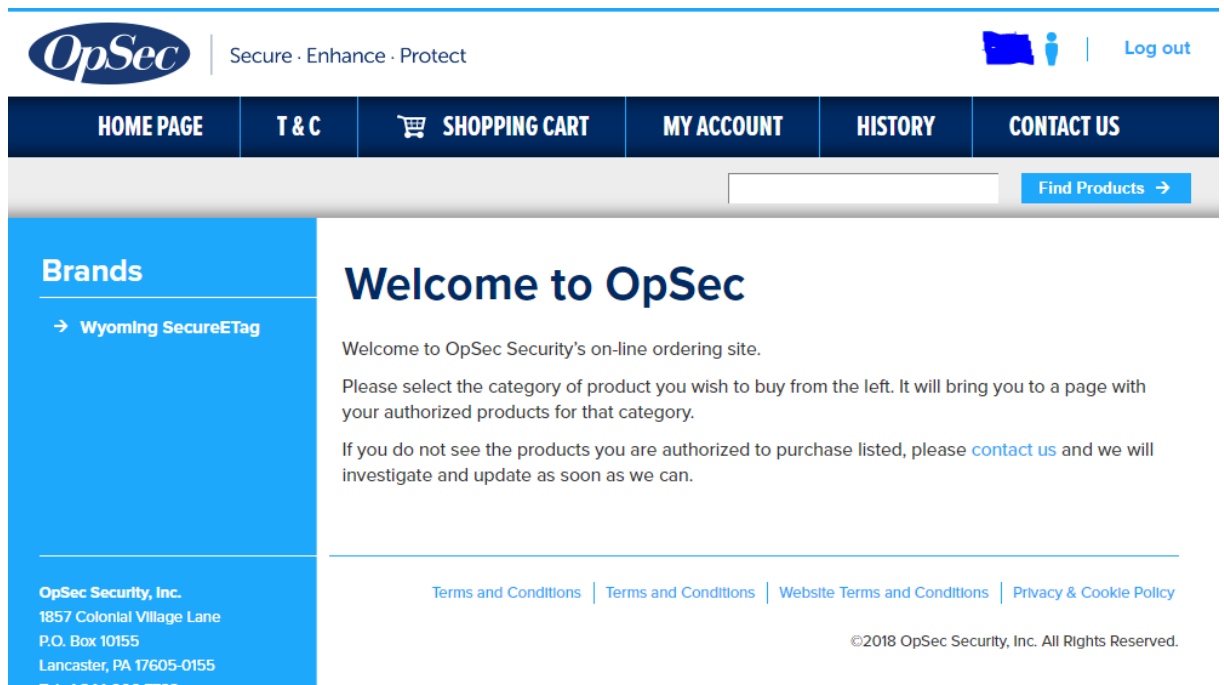 OpSec
Secure · Enhance · Protect
Log out
HOME PAGE
T & C
SHOPPING CART
MY ACCOUNT
HISTORY
CONTACT US
Find Products →
Brands
→ Wyoming SecureETag
Welcome to OpSec
Welcome to OpSec Security’s on-line ordering site.
Please select the category of product you wish to buy from the left. It will bring you to a page with
your authorized products for that category.
If you do not see the products you are authorized to purchase listed, please contact us and we will
investigate and update as soon as we can.
OpSec Security, Inc.
1857 Colonial Village Lane
P.O. Box 10155
Lancaster, PA 17605-0155
Terms and Conditions | Terms and Conditions | Website Terms and Conditions | Privacy & Cookie Policy
©2018 OpSec Security, Inc. All Rights Reserved.